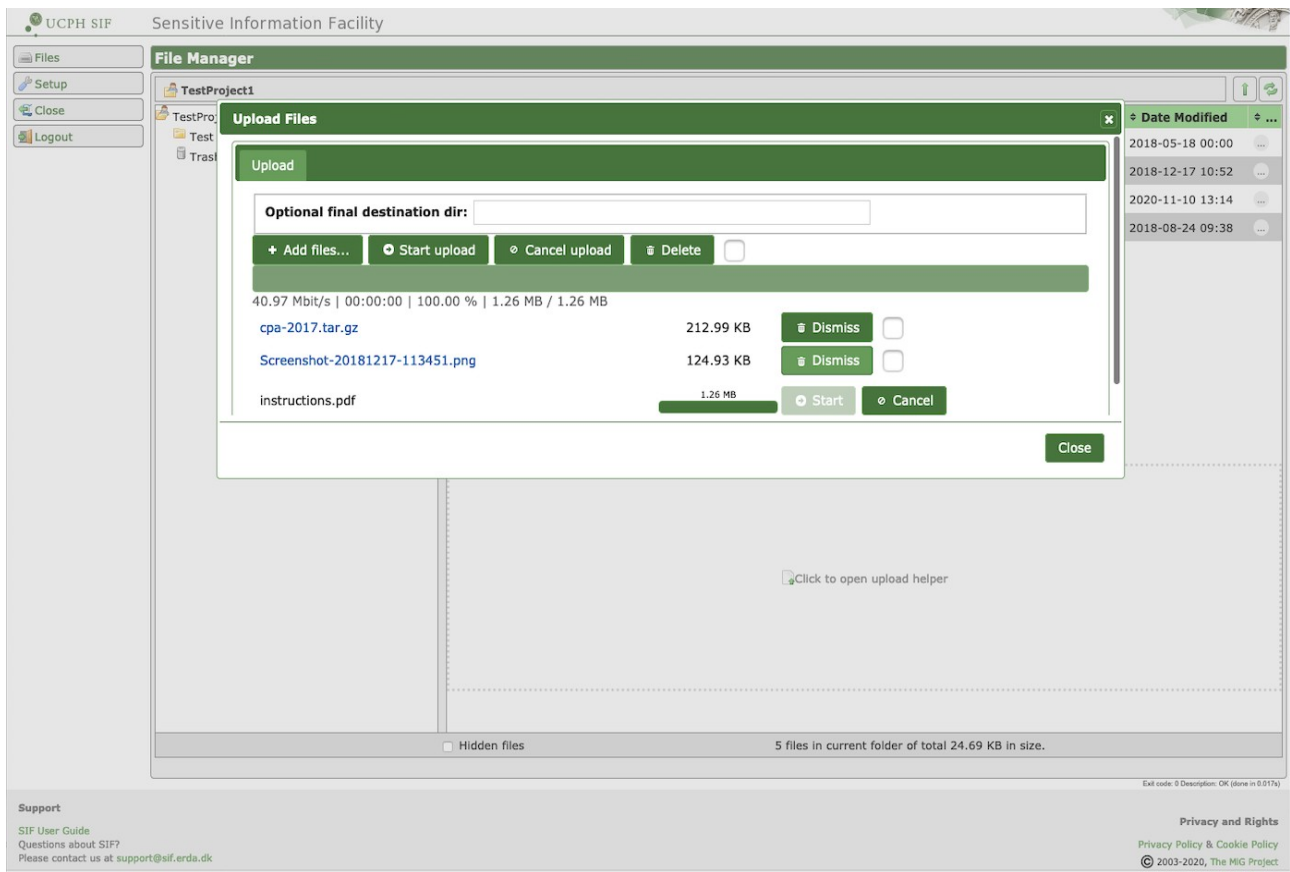 UCPH SIF Sensitive Information Facility
Files
Setup
Close
Logout
File Manager
TestProject1
TestProj
Test
Trash
Date Modified ...
2018-05-18 00:00 ...
2018-12-17 10:52 ...
2020-11-10 13:14 ...
2018-08-24 09:38 ...
Upload Files
Upload
Optional final destination dir:
Add files... Start upload Cancel upload Delete
40.97 Mbit/s | 00:00:00 | 100.00 % | 1.26 MB / 1.26 MB
cpa-2017.tar.gz 212.99 KB Dismiss
Screenshot-20181217-113451.png 124.93 KB Dismiss
instructions.pdf 1.26 MB Start Cancel
Close
Click to open upload helper
Hidden files 5 files in current folder of total 24.69 KB in size.
Exit code: 0 Description: OK (done in 0.017s)
Support
SIF User Guide
Questions about SIF?
Please contact us at support@sif.erda.dk
Privacy and Rights
Privacy Policy & Cookie Policy
© 2003-2020, The MiG Project